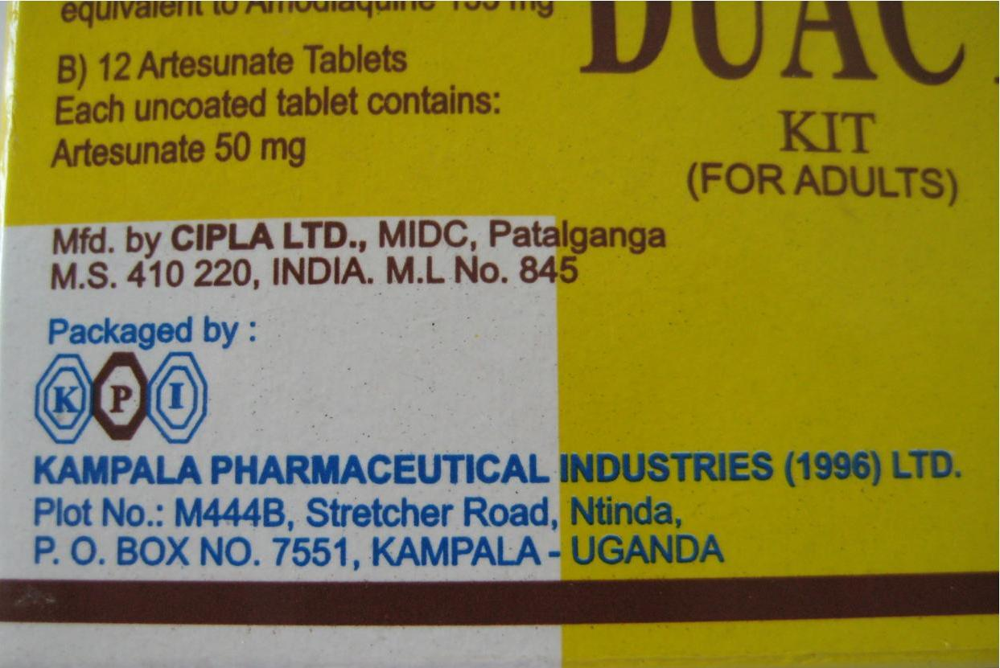 equivalent to Amodiaquine 153 mg
B) 12 Artesunate Tablets
Each uncoated tablet contains:
Artesunate 50 mg
DUAC
KIT
(FOR ADULTS)
Mfd. by CIPLA LTD., MIDC, Patalganga
M.S. 410 220, INDIA. M.L No. 845
Packaged by :
K P I
KAMPALA PHARMACEUTICAL INDUSTRIES (1996) LTD.
Plot No.: M444B, Stretcher Road, Ntinda,
P. O. BOX NO. 7551, KAMPALA - UGANDA